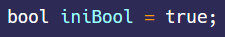 bool iniBool = true;